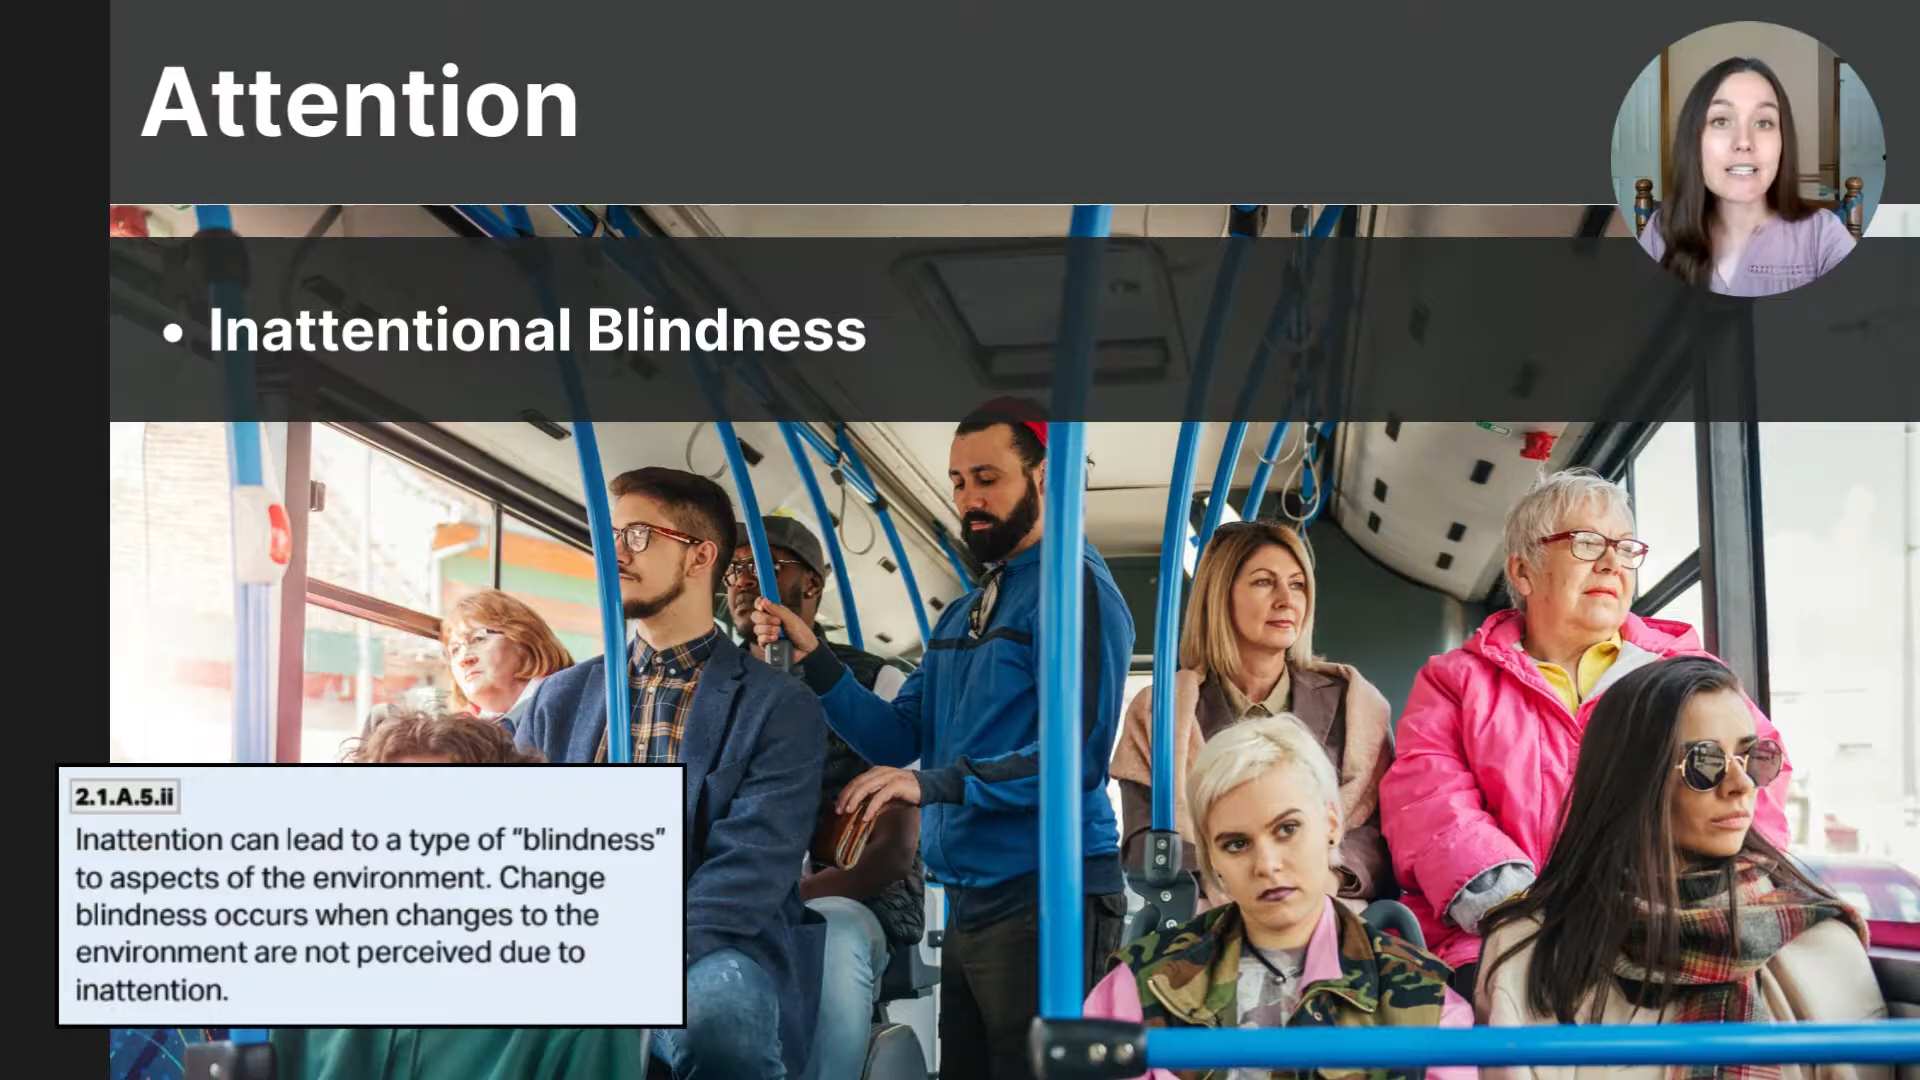 Attention
• Inattentional Blindness
2.1.A.5.ii
Inattention can lead to a type of “blindness”
to aspects of the environment. Change
blindness occurs when changes to the
environment are not perceived due to
inattention.